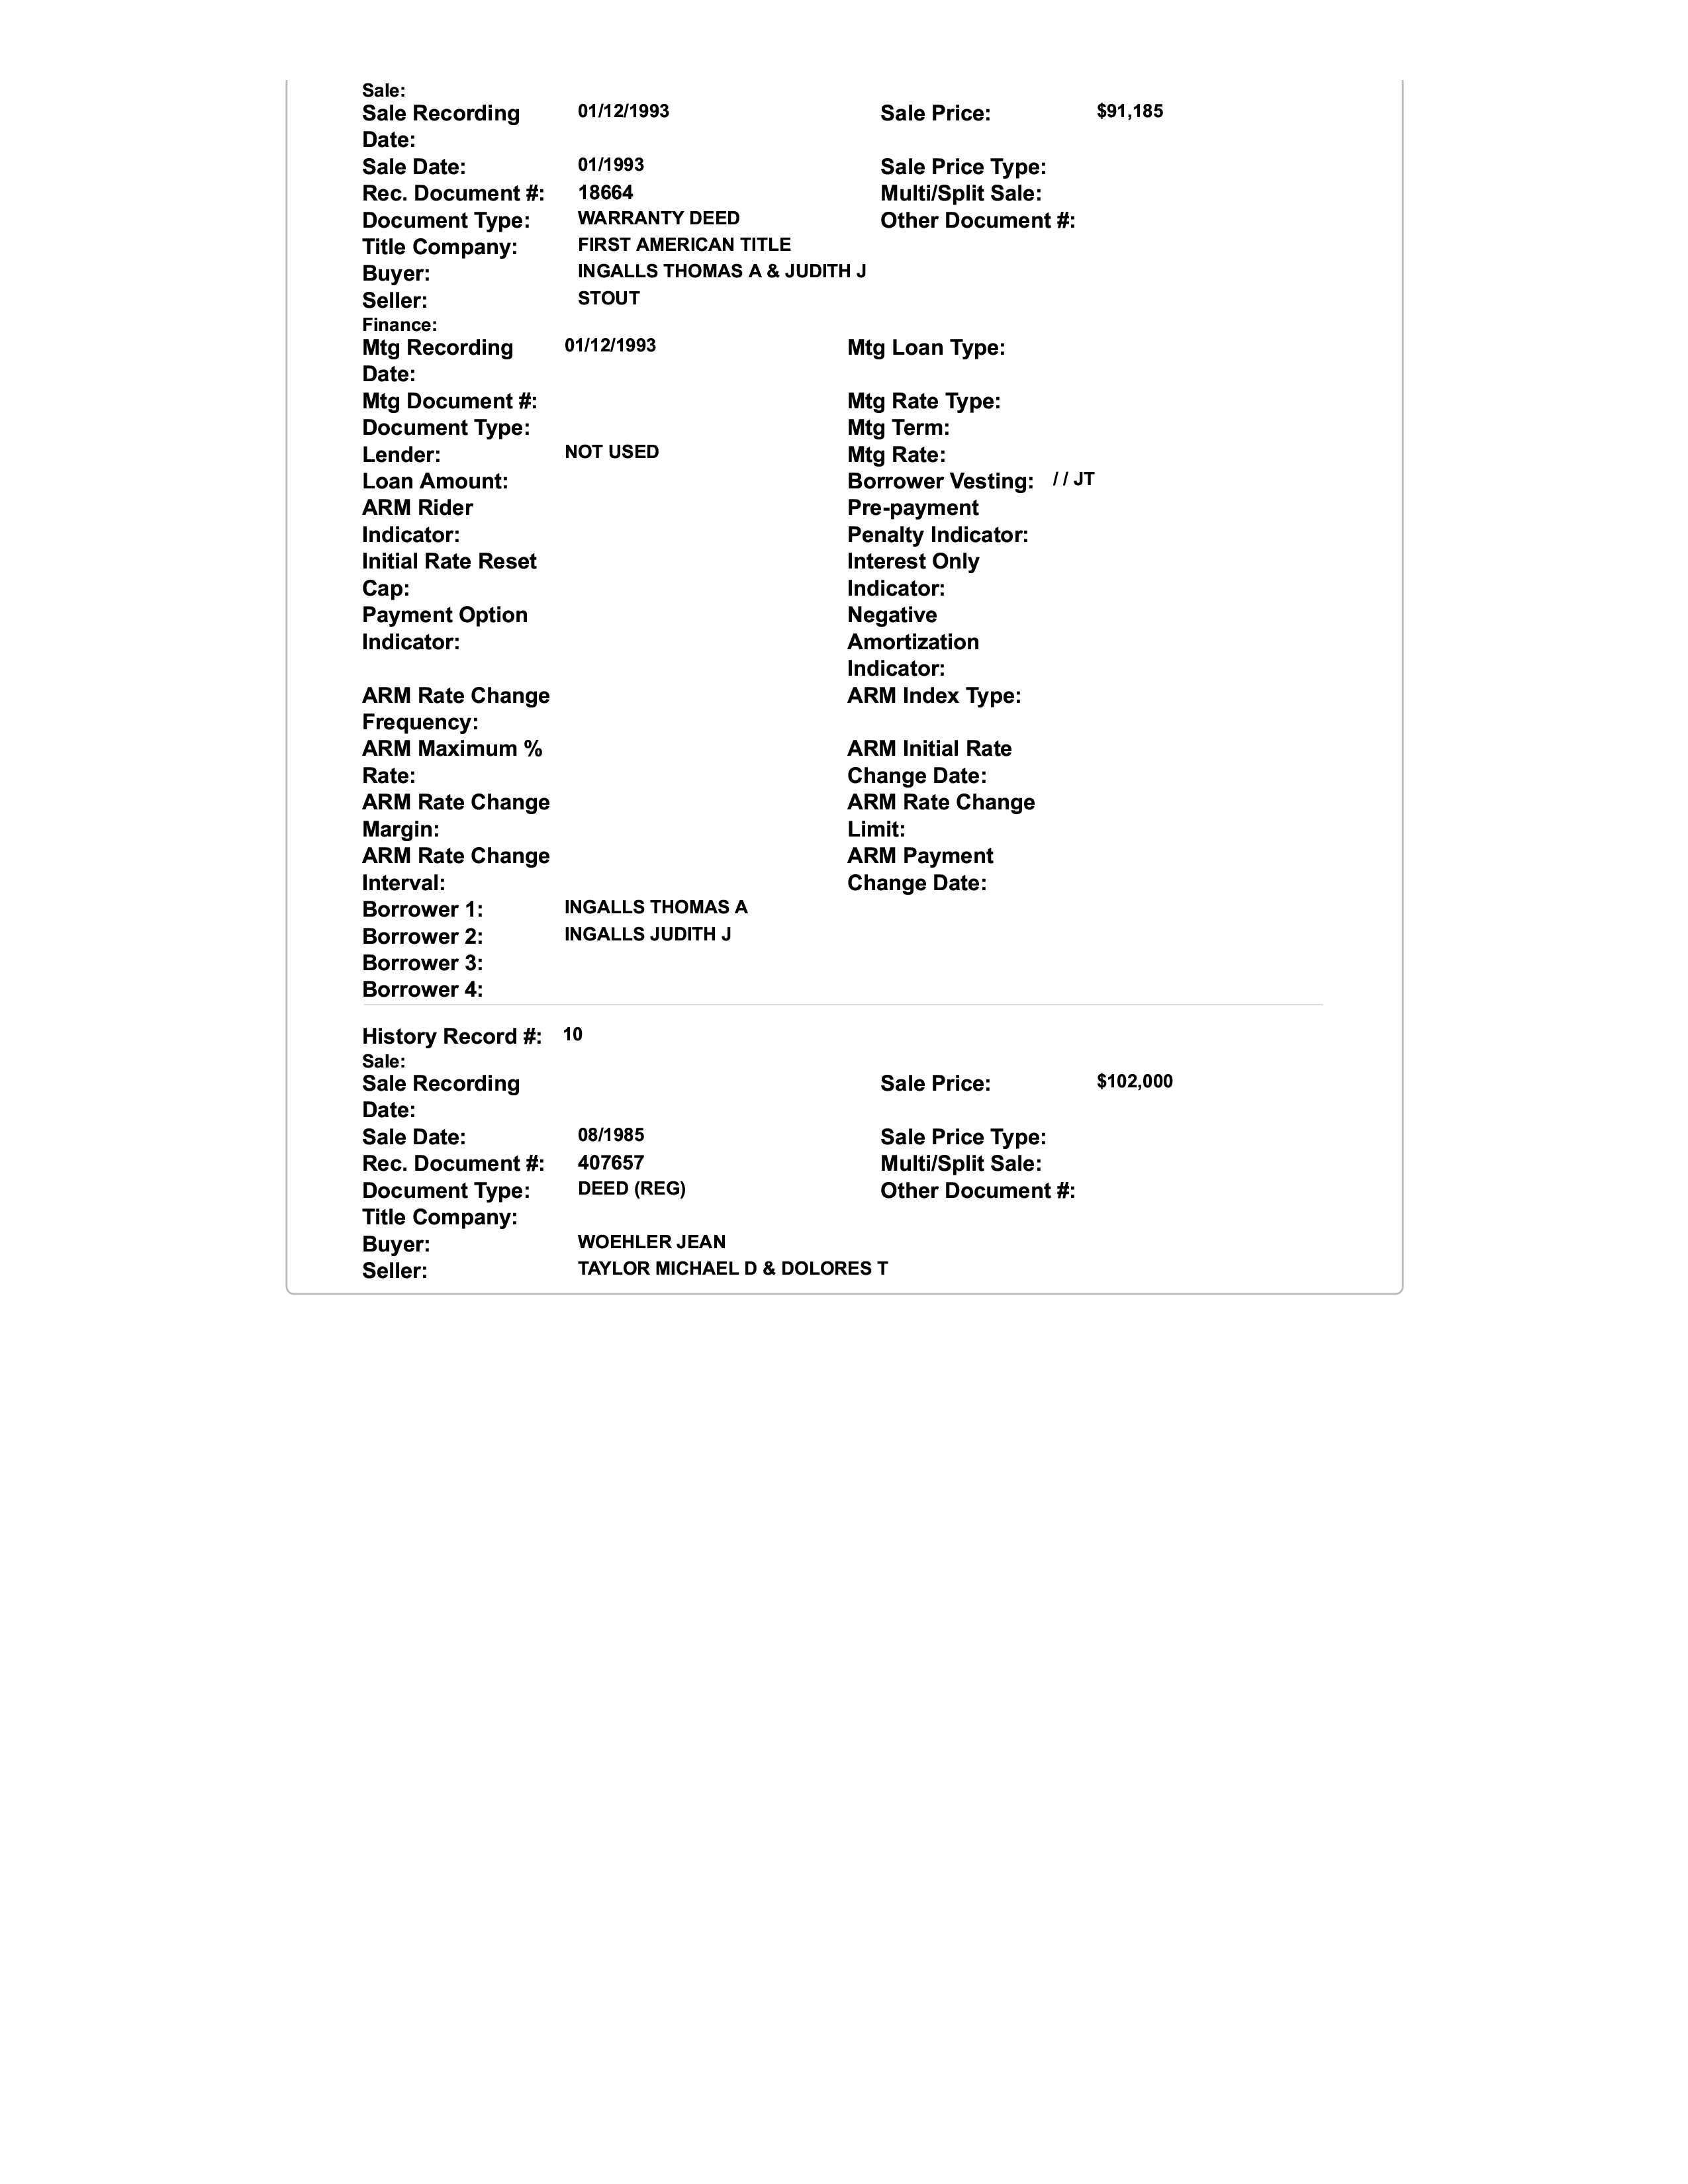 Sale:
Sale Recording Date: 01/12/1993 Sale Price: $91,185
Sale Date: 01/1993 Sale Price Type:
Rec. Document #: 18664 Multi/Split Sale:
Document Type: WARRANTY DEED Other Document #:
Title Company: FIRST AMERICAN TITLE
Buyer: INGALLS THOMAS A & JUDITH J
Seller: STOUT
Finance:
Mtg Recording Date: 01/12/1993 Mtg Loan Type:
Mtg Document #: Mtg Rate Type:
Document Type: Mtg Term:
Lender: NOT USED Mtg Rate:
Loan Amount: Borrower Vesting: / / JT
ARM Rider Indicator: Pre-payment Penalty Indicator:
Initial Rate Reset Cap: Interest Only Indicator:
Payment Option Indicator: Negative Amortization Indicator:
ARM Rate Change Frequency: ARM Index Type:
ARM Maximum % Rate: ARM Initial Rate Change Date:
ARM Rate Change Margin: ARM Rate Change Limit:
ARM Rate Change Interval: ARM Payment Change Date:
Borrower 1: INGALLS THOMAS A
Borrower 2: INGALLS JUDITH J
Borrower 3:
Borrower 4:
History Record #: 10
Sale:
Sale Recording Date: Sale Price: $102,000
Sale Date: 08/1985 Sale Price Type:
Rec. Document #: 407657 Multi/Split Sale:
Document Type: DEED (REG) Other Document #:
Title Company:
Buyer: WOEHLER JEAN
Seller: TAYLOR MICHAEL D & DOLORES T